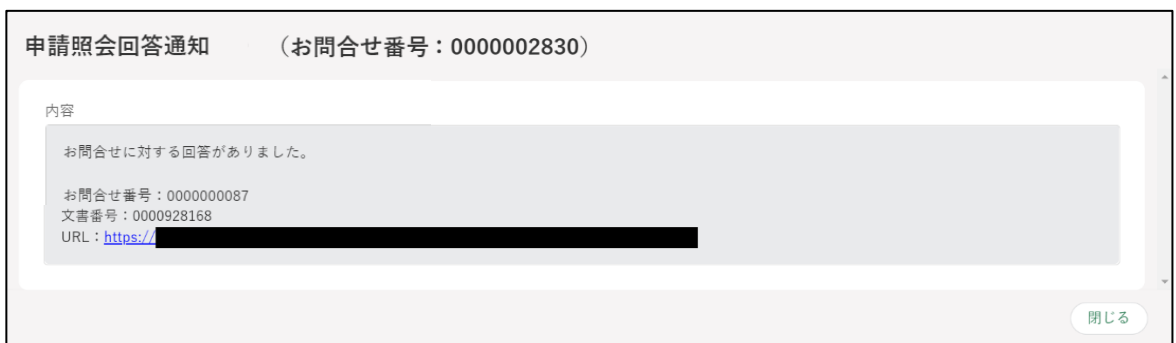 申請照会回答通知 （お問合せ番号：0000002830）
内容
お問合せに対する回答がありました。
お問合せ番号：0000000087
文書番号：0000928168
URL：https://
閉じる